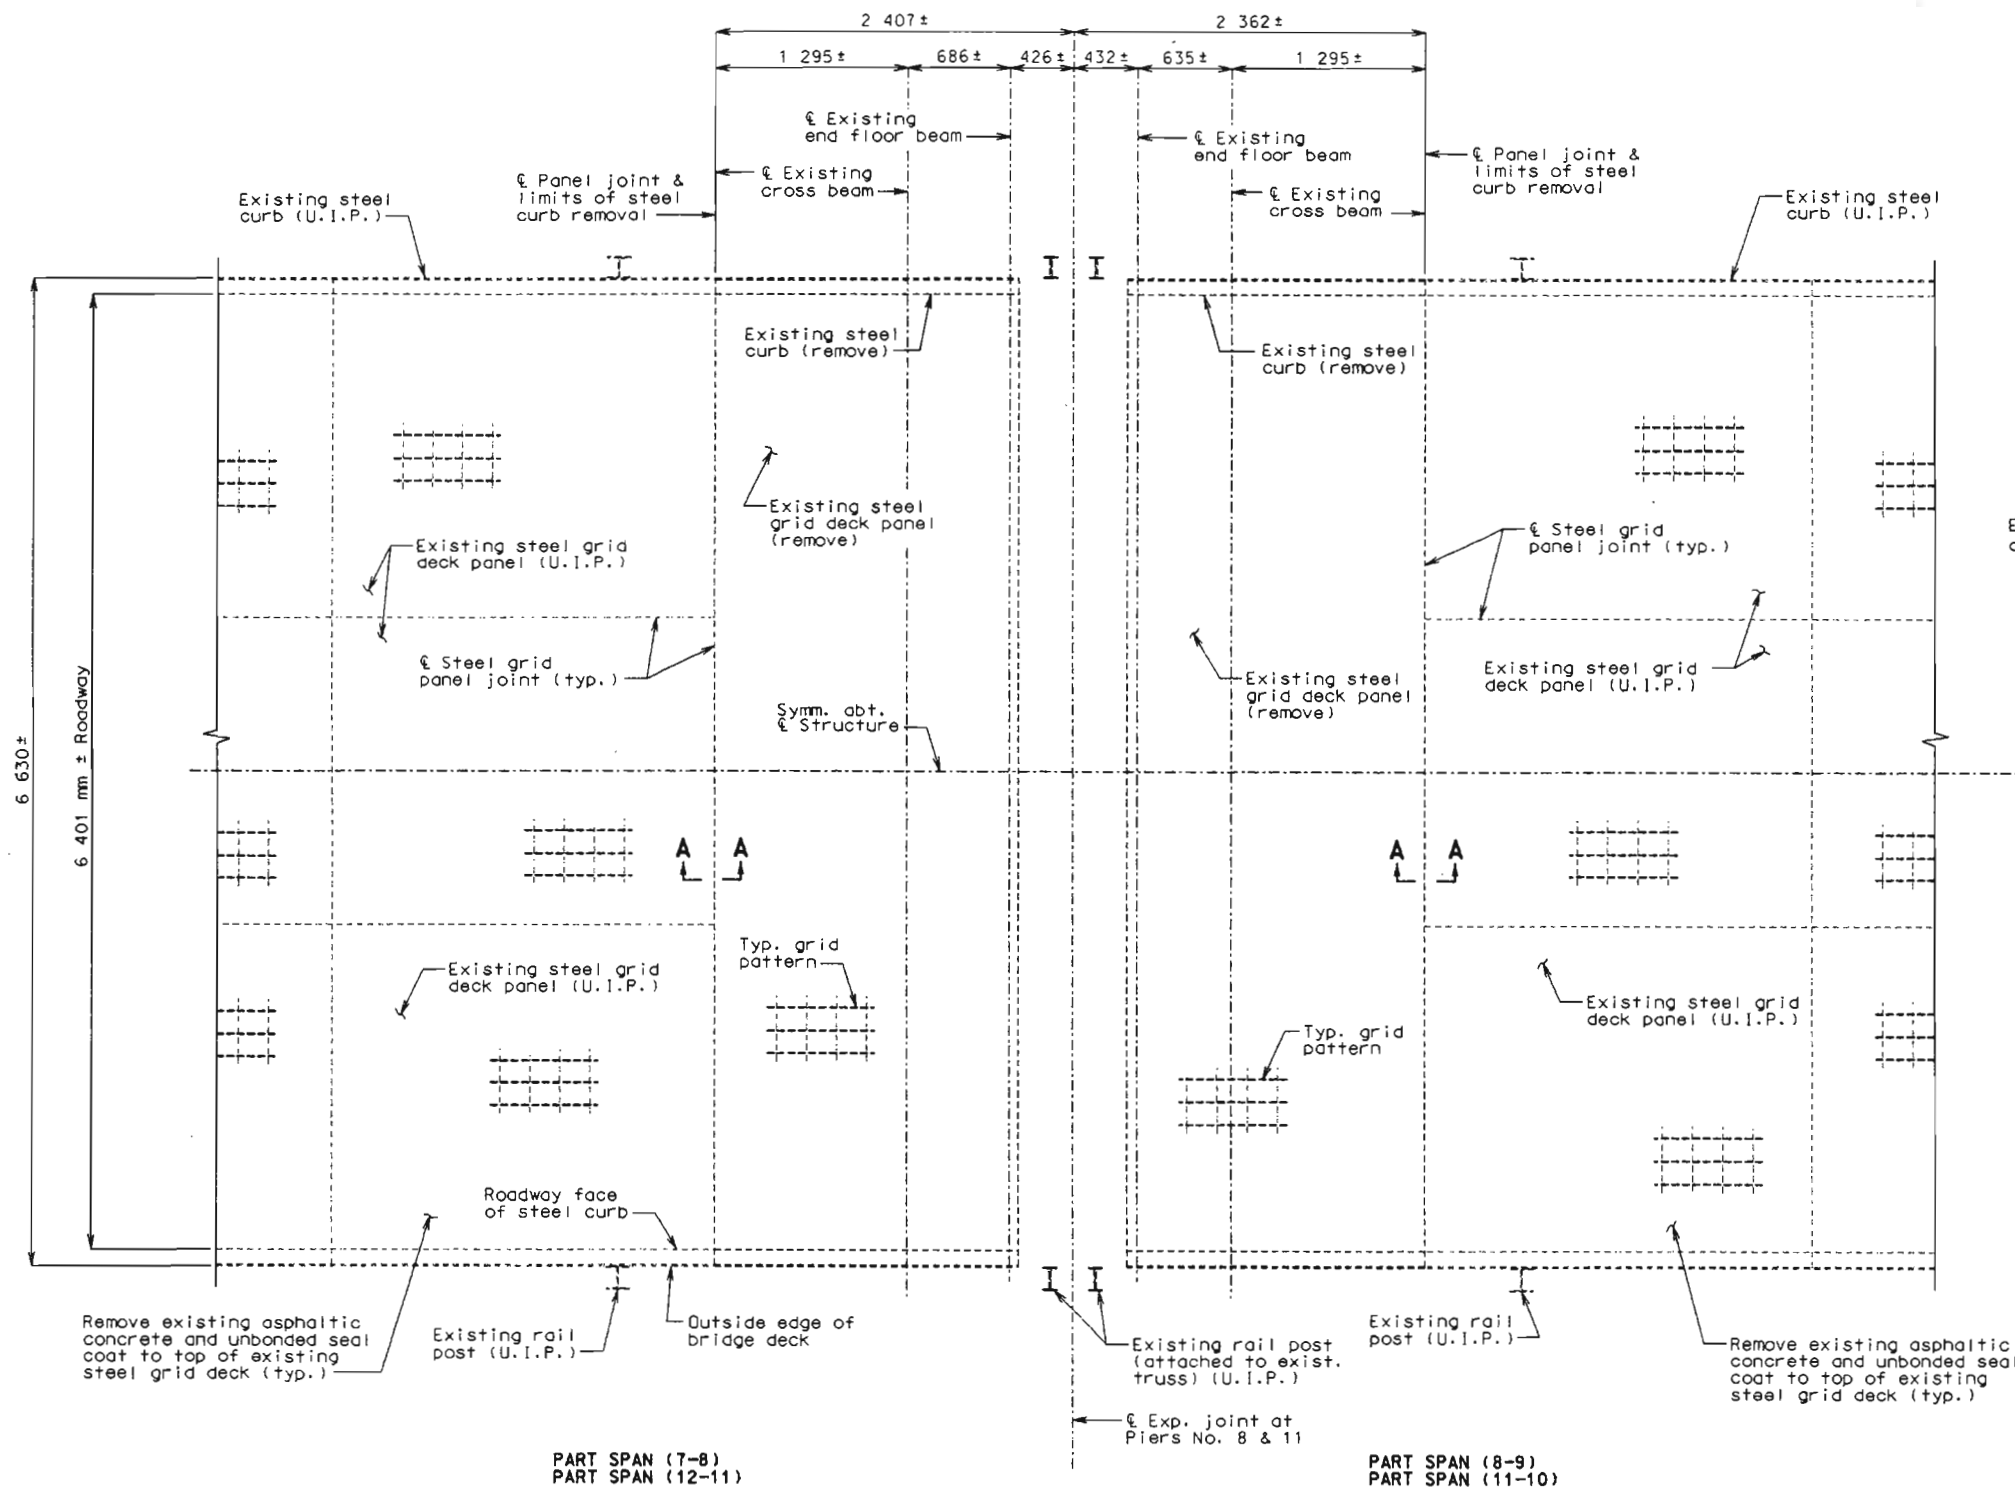 2 407± 2 362±
1 295± 686± 426± 432± 635± 1 295±
℄ Existing
end floor beam
℄ Existing
end floor beam
℄ Panel joint &
limits of steel
curb removal
℄ Existing
cross beam
℄ Existing
cross beam
℄ Panel joint &
limits of steel
curb removal
Existing steel
curb (U.I.P.)
Existing steel
curb (U.I.P.)
Existing steel
curb (remove)
Existing steel
curb (remove)
Existing steel
grid deck panel
(remove)
Existing steel grid
deck panel (U.I.P.)
℄ Steel grid
panel joint (typ.)
℄ Steel grid
panel joint (typ.)
Existing steel grid
deck panel (U.I.P.)
Existing steel
grid deck panel
(remove)
Symm. abt.
℄ Structure
6 630±
6 401 mm ± Roadway
A A
A A
Typ. grid
pattern
Existing steel grid
deck panel (U.I.P.)
Existing steel grid
deck panel (U.I.P.)
Typ. grid
pattern
Roadway face
of steel curb
Remove existing asphaltic
concrete and unbonded seal
coat to top of existing
steel grid deck (typ.)
Existing rail
post (U.I.P.)
Outside edge of
bridge deck
Existing rail post
(attached to exist.
truss) (U.I.P.)
Existing rail
post (U.I.P.)
Remove existing asphaltic
concrete and unbonded seal
coat to top of existing
steel grid deck (typ.)
℄ Exp. joint at
Piers No. 8 & 11
PART SPAN (7-8)
PART SPAN (12-11)
PART SPAN (8-9)
PART SPAN (11-10)